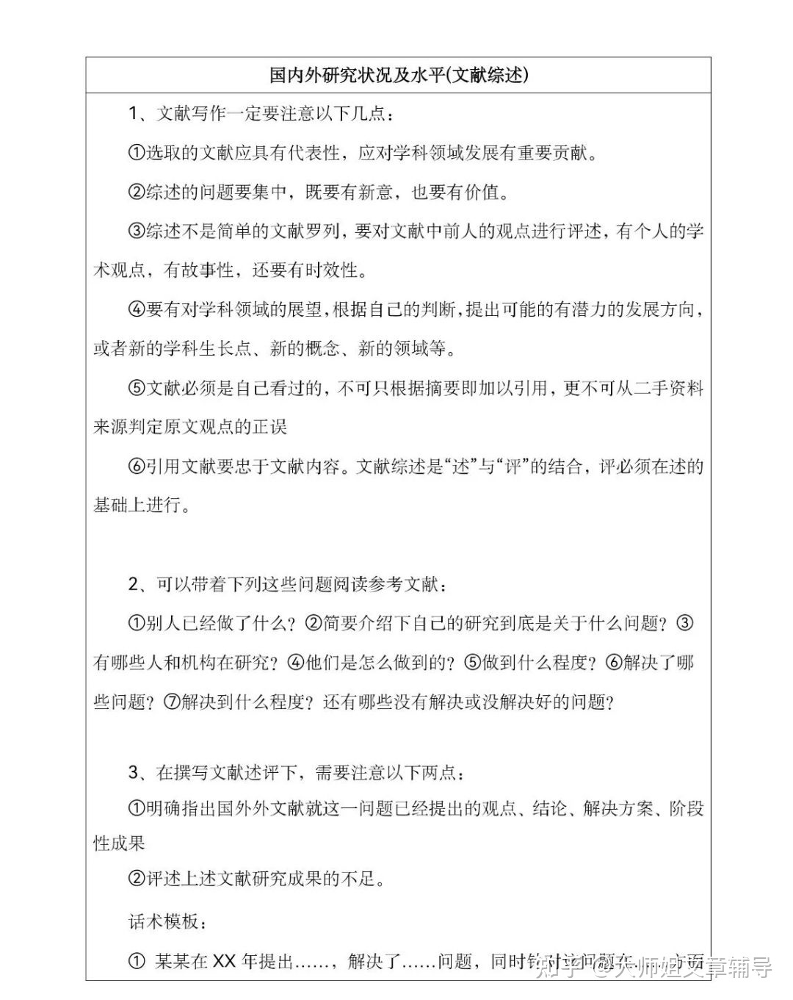 国内外研究状况及水平(文献综述)
1、文献写作一定要注意以下几点：
①选取的文献应具有代表性，应对学科领域发展有重要贡献。
②综述的问题要集中，既要有新意，也要有价值。
③综述不是简单的文献罗列，要对文献中前人的观点进行评述，有个人的学
术观点，有故事性，还要有时效性。
④要有对学科领域的展望，根据自己的判断，提出可能的有潜力的发展方向，
或者新的学科生长点、新的概念、新的领域等。
⑤文献必须是自己看过的，不可只根据摘要即加以引用，更不可从二手资料
来源判定原文观点的正误
⑥引用文献要忠于文献内容。文献综述是“述”与“评”的结合，评必须在述的
基础上进行。
2、可以带着下列这些问题阅读参考文献：
①别人已经做了什么？②简要介绍下自己的研究到底是关于什么问题？③
有哪些人和机构在研究？④他们是怎么做到的？⑤做到什么程度？⑥解决了哪
些问题？⑦解决到什么程度？还有哪些没有解决或没解决好的问题？
3、在撰写文献述评下，需要注意以下两点：
①明确指出国外外文献就这一问题已经提出的观点、结论、解决方案、阶段
性成果
②评述上述文献研究成果的不足。
话术模板：
① 某某在 XX 年提出……，解决了……问题，同时针对该问题在……方面
知乎 @大师姐文章辅导